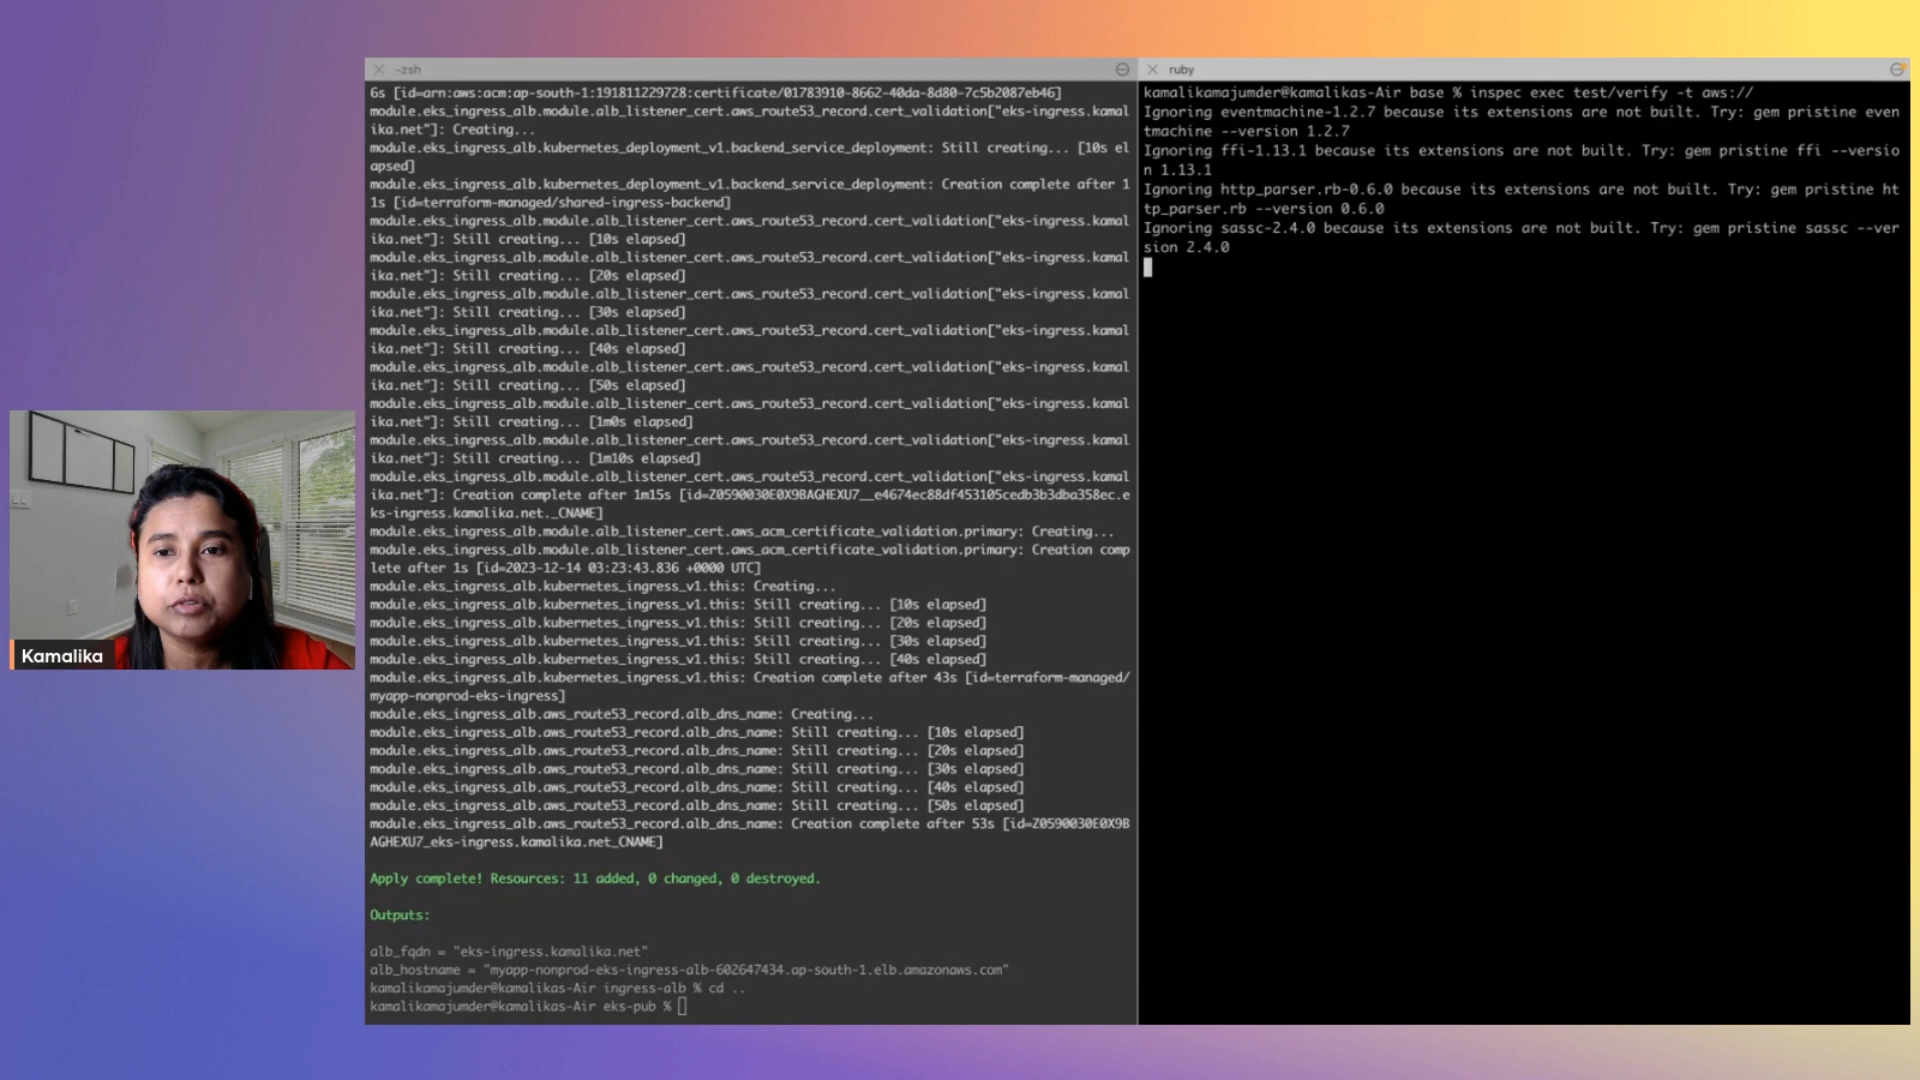 -zsh
6s [id=arn:aws:acm:ap-south-1:191811229728:certificate/01783910-8662-40da-8d80-7c5b2087eb46]
module.eks_ingress_alb.module.alb_listener_cert.aws_route53_record.cert_validation["eks-ingress.kamal
ika.net"]: Creating...
module.eks_ingress_alb.kubernetes_deployment_v1.backend_service_deployment: Still creating... [10s el
apsed]
module.eks_ingress_alb.kubernetes_deployment_v1.backend_service_deployment: Creation complete after 1
1s [id=terraform-managed/shared-ingress-backend]
module.eks_ingress_alb.module.alb_listener_cert.aws_route53_record.cert_validation["eks-ingress.kamal
ika.net"]: Still creating... [10s elapsed]
module.eks_ingress_alb.module.alb_listener_cert.aws_route53_record.cert_validation["eks-ingress.kamal
ika.net"]: Still creating... [20s elapsed]
module.eks_ingress_alb.module.alb_listener_cert.aws_route53_record.cert_validation["eks-ingress.kamal
ika.net"]: Still creating... [30s elapsed]
module.eks_ingress_alb.module.alb_listener_cert.aws_route53_record.cert_validation["eks-ingress.kamal
ika.net"]: Still creating... [40s elapsed]
module.eks_ingress_alb.module.alb_listener_cert.aws_route53_record.cert_validation["eks-ingress.kamal
ika.net"]: Still creating... [50s elapsed]
module.eks_ingress_alb.module.alb_listener_cert.aws_route53_record.cert_validation["eks-ingress.kamal
ika.net"]: Still creating... [1m0s elapsed]
module.eks_ingress_alb.module.alb_listener_cert.aws_route53_record.cert_validation["eks-ingress.kamal
ika.net"]: Still creating... [1m10s elapsed]
module.eks_ingress_alb.module.alb_listener_cert.aws_route53_record.cert_validation["eks-ingress.kamal
ika.net"]: Creation complete after 1m15s [id=Z0590030E0X9BAGHEXU7__e4674ec88df453105cedb3b3dba358ec.e
ks-ingress.kamalika.net._CNAME]
module.eks_ingress_alb.module.alb_listener_cert.aws_acm_certificate_validation.primary: Creating...
module.eks_ingress_alb.module.alb_listener_cert.aws_acm_certificate_validation.primary: Creation comp
lete after 1s [id=2023-12-14 03:23:43.836 +0000 UTC]
module.eks_ingress_alb.kubernetes_ingress_v1.this: Creating...
module.eks_ingress_alb.kubernetes_ingress_v1.this: Still creating... [10s elapsed]
module.eks_ingress_alb.kubernetes_ingress_v1.this: Still creating... [20s elapsed]
module.eks_ingress_alb.kubernetes_ingress_v1.this: Still creating... [30s elapsed]
module.eks_ingress_alb.kubernetes_ingress_v1.this: Still creating... [40s elapsed]
module.eks_ingress_alb.kubernetes_ingress_v1.this: Creation complete after 43s [id=terraform-managed/
myapp-nonprod-eks-ingress]
module.eks_ingress_alb.aws_route53_record.alb_dns_name: Creating...
module.eks_ingress_alb.aws_route53_record.alb_dns_name: Still creating... [10s elapsed]
module.eks_ingress_alb.aws_route53_record.alb_dns_name: Still creating... [20s elapsed]
module.eks_ingress_alb.aws_route53_record.alb_dns_name: Still creating... [30s elapsed]
module.eks_ingress_alb.aws_route53_record.alb_dns_name: Still creating... [40s elapsed]
module.eks_ingress_alb.aws_route53_record.alb_dns_name: Still creating... [50s elapsed]
module.eks_ingress_alb.aws_route53_record.alb_dns_name: Creation complete after 53s [id=Z0590030E0X9B
AGHEXU7_eks-ingress.kamalika.net_CNAME]
Apply complete! Resources: 11 added, 0 changed, 0 destroyed.
Outputs:
alb_fqdn = "eks-ingress.kamalika.net"
alb_hostname = "myapp-nonprod-eks-ingress-alb-602647434.ap-south-1.elb.amazonaws.com"
kamalikamajumder@kamalikas-Air ingress-alb % cd ..
kamalikamajumder@kamalikas-Air eks-pub %
ruby
kamalikamajumder@kamalikas-Air base % inspec exec test/verify -t aws://
Ignoring eventmachine-1.2.7 because its extensions are not built. Try: gem pristine even
tmachine --version 1.2.7
Ignoring ffi-1.13.1 because its extensions are not built. Try: gem pristine ffi --versio
n 1.13.1
Ignoring http_parser.rb-0.6.0 because its extensions are not built. Try: gem pristine ht
tp_parser.rb --version 0.6.0
Ignoring sassc-2.4.0 because its extensions are not built. Try: gem pristine sassc --ver
sion 2.4.0
Kamalika